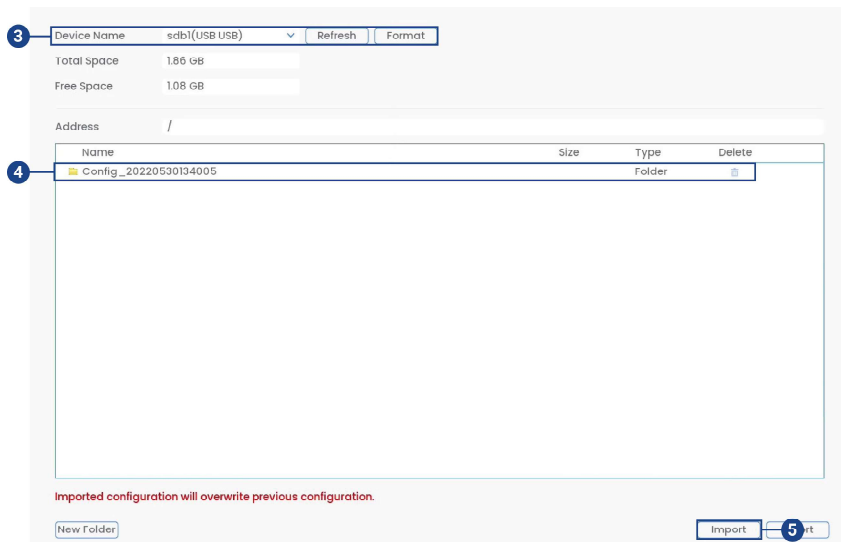 3 Device Name sdb1(USB USB) Refresh Format
Total Space 1.86 GB
Free Space 1.08 GB
Address /
Name Size Type Delete
4 Config_20220530134005 Folder
Imported configuration will overwrite previous configuration.
New Folder Import 5 rt